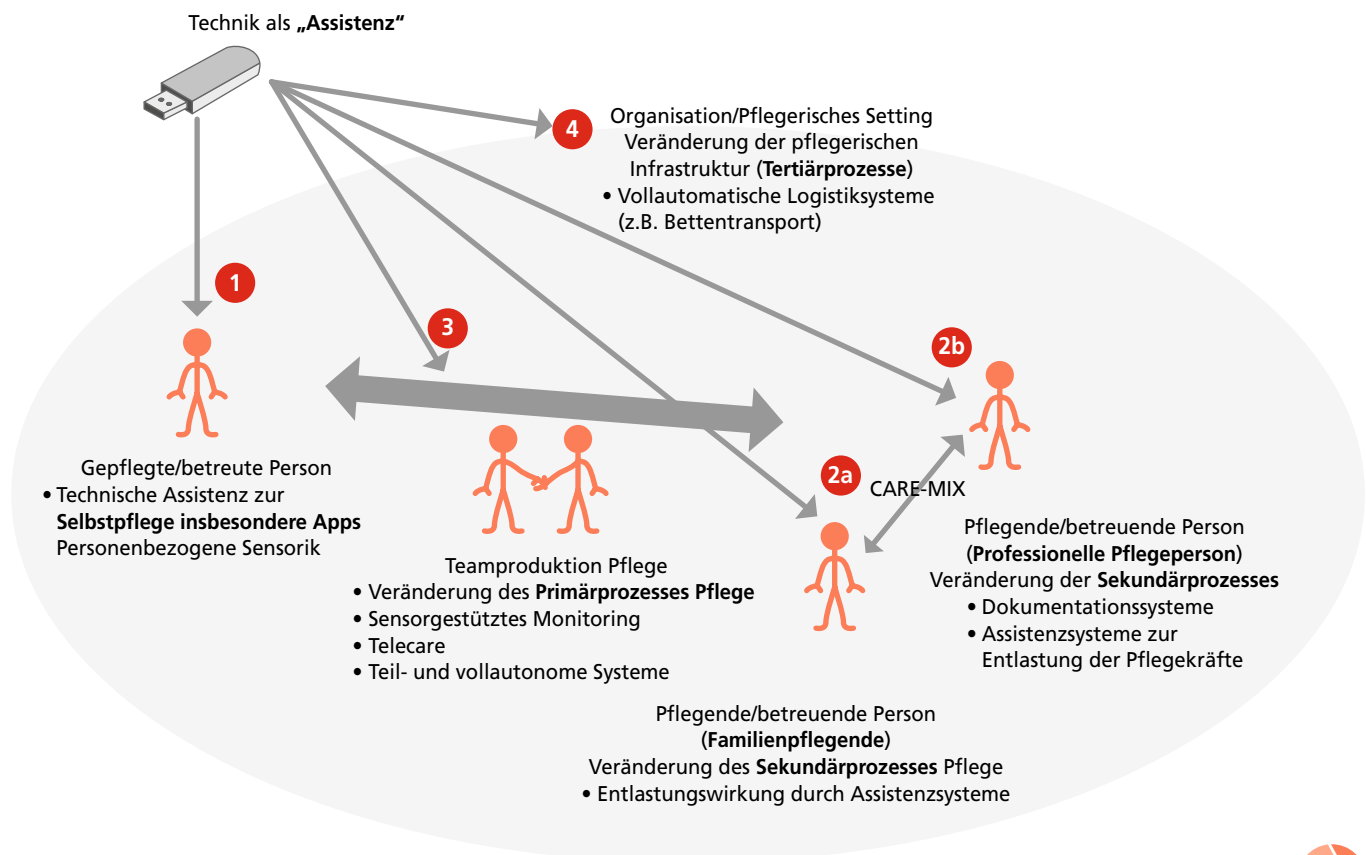 Technik als „Assistenz“
4
Organisation/Pflegerisches Setting
Veränderung der pflegerischen
Infrastruktur (Tertiärprozesse)
• Vollautomatische Logistiksysteme
(z.B. Bettentransport)
1
3
2b
2a
CARE-MIX
Gepflegte/betreute Person
• Technische Assistenz zur
Selbstpflege insbesondere Apps
Personenbezogene Sensorik
Teamproduktion Pflege
• Veränderung des Primärprozesses Pflege
• Sensorgestütztes Monitoring
• Telecare
• Teil- und vollautonome Systeme
Pflegende/betreuende Person
(Professionelle Pflegeperson)
Veränderung der Sekundärprozesses
• Dokumentationssysteme
• Assistenzsysteme zur
Entlastung der Pflegekräfte
Pflegende/betreuende Person
(Familienpflegende)
Veränderung des Sekundärprozesses Pflege
• Entlastungswirkung durch Assistenzsysteme